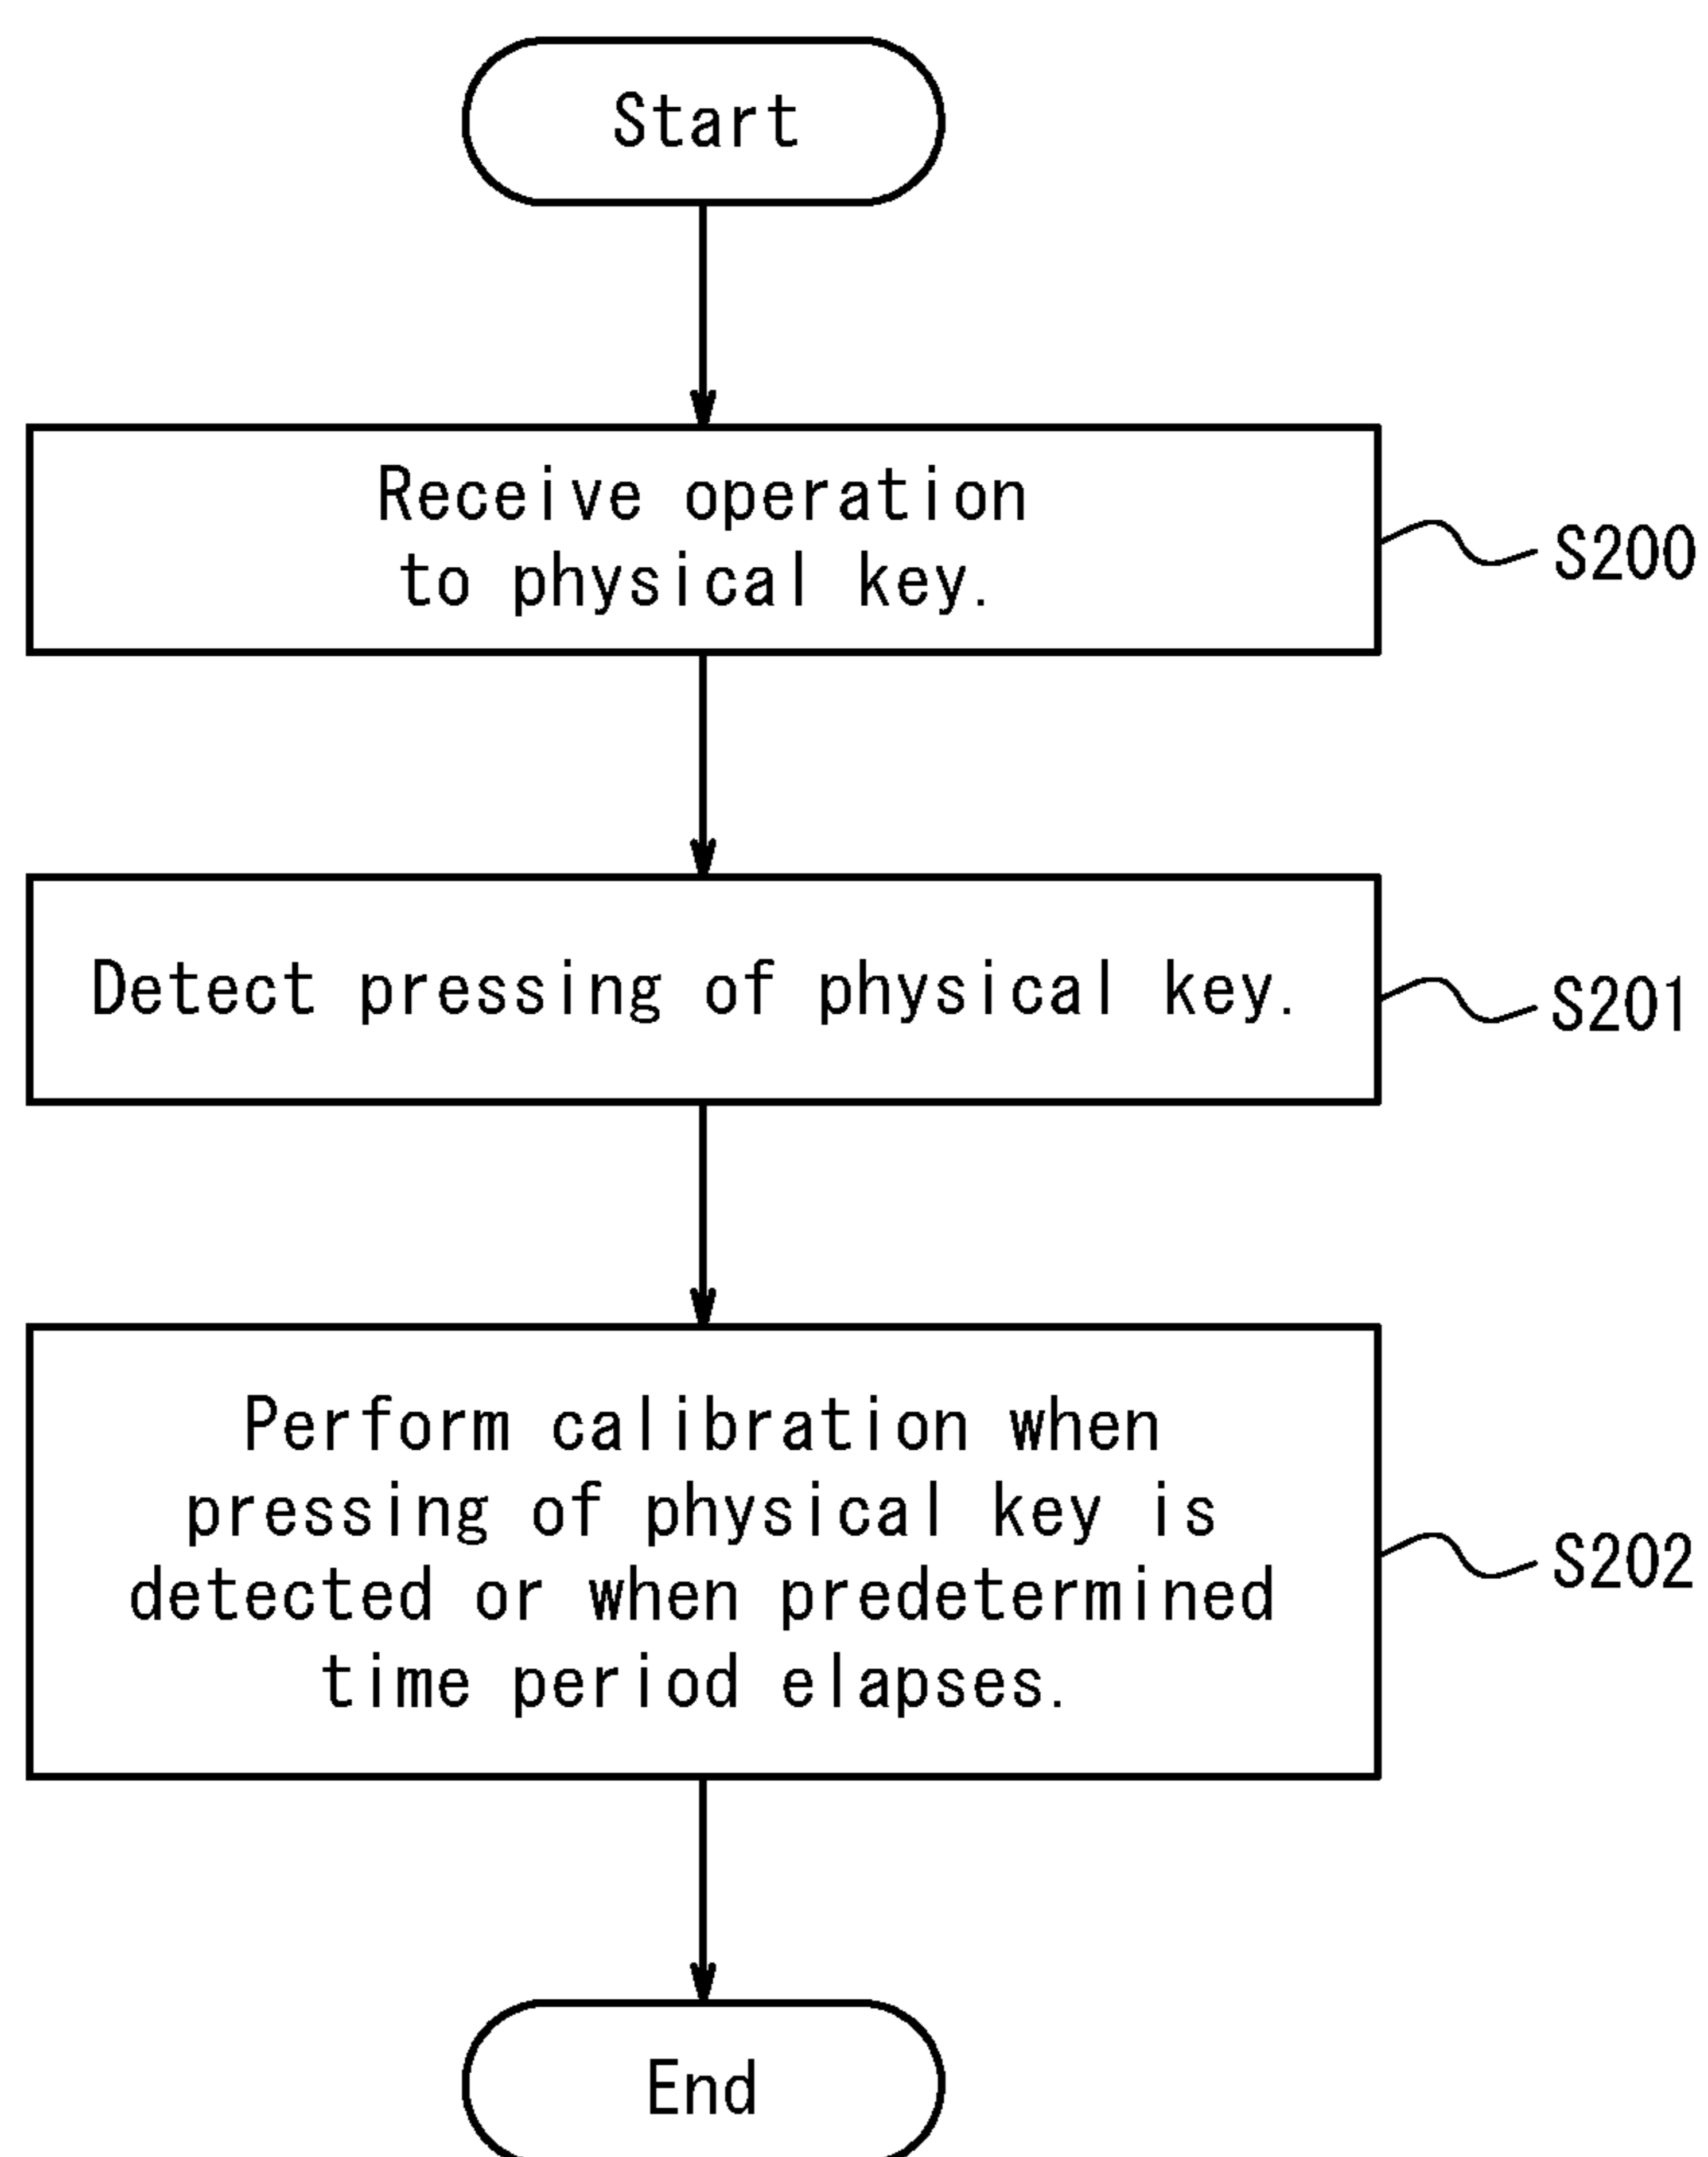 Start
Receive operation
to physical key.
S200
Detect pressing of physical key.
S201
Perform calibration when
pressing of physical key is
detected or when predetermined
time period elapses.
S202
End